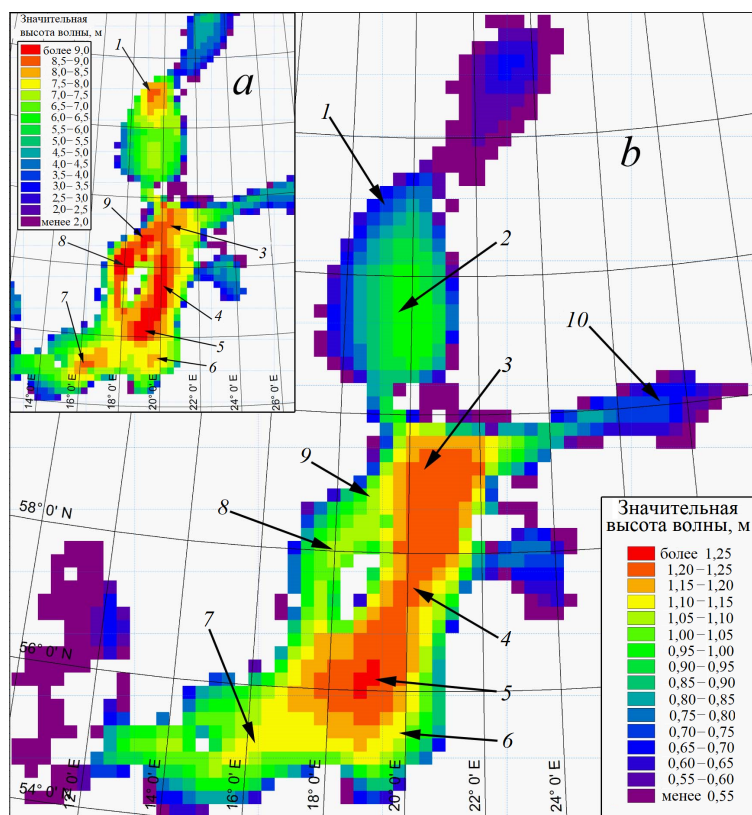 Значительная
высота волны, м
более 9,0
8.5–9.0
8.0–8,5
7,5–8,0
7.0–7,5
6.5–7.0
6.0–6,5
5,5–6.0
5,0–5,5
4,5–5,0
4,0–4,5
3,5–4,0
3,0–3,5
2,5–3,0
2,0–2,5
менее 2,0
a
1
9
8
3
7
4
5
6
14° 0' E
16° 0' E
18° 0' E
20° 0' E
22° 0' E
24° 0' E
26° 0' E
b
1
2
10
3
9
8
58° 0' N
7
4
56° 0' N
5
6
54° 0' N
12° 0' E
14° 0' E
16° 0' E
18° 0' E
20° 0' E
22° 0' E
24° 0' E
Значительная
высота волны, м
более 1,25
1,20–1,25
1,15–1,20
1,10–1,15
1,05–1,10
1,00–1,05
0,95–1,00
0,90–0,95
0,85–0,90
0,80–0,85
0,75–0,80
0,70–0,75
0,65–0,70
0,60–0,65
0,55–0,60
менее 0,55